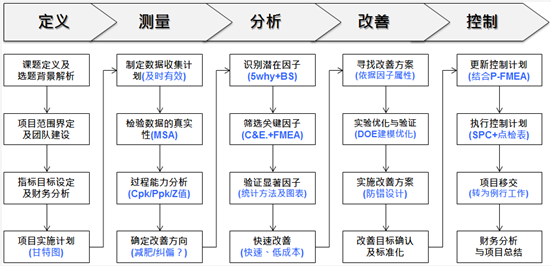 定义
测量
分析
改善
控制
课题定义及
选题背景解析
项目范围界定
及团队建设
指标目标设定
及财务分析
项目实施计划
(甘特图)
制定数据收集计
划(及时有效)
检验数据的真实
性(MSA)
过程能力分析
(Cpk/Ppk/Z值)
确定改善方向
(减肥/纠偏？)
识别潜在因子
(5why+BS)
筛选关键因子
(C&E.+FMEA)
验证显著因子
(统计方法及图表)
快速改善
(快速－低成本)
寻找改善方案
(依据因子属性)
实验优化与验证
(DOE建模优化)
实施改善方案
(防错设计)
改善目标确认
及标准化
更新控制计划
(结合P-FMEA)
执行控制计划
(SPC+点检表)
项目移交
(转为例行工作)
财务分析
与项目总结